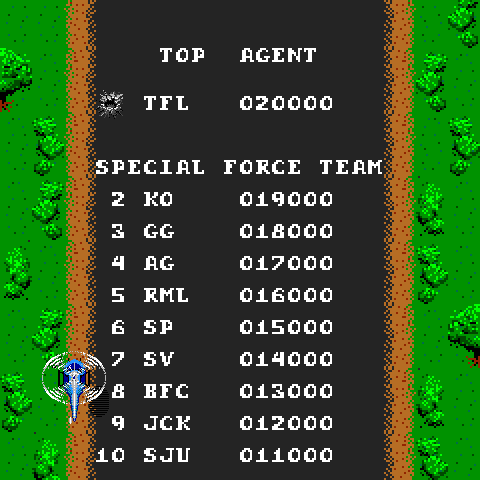 TOP AGENT
TFL 020000
SPECIAL FORCE TEAM
2 KO 019000
3 GG 018000
4 AG 017000
5 RML 016000
6 SP 015000
7 SV 014000
8 BFC 013000
9 JCK 012000
10 SJU 011000